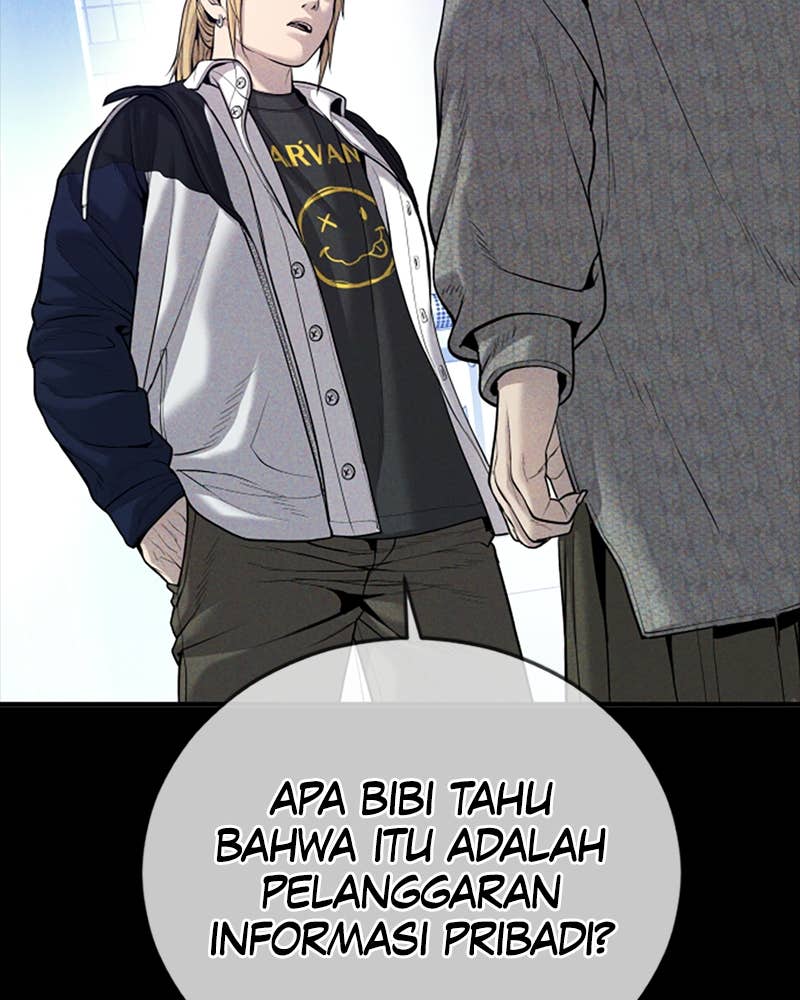 ARVAN
APA BIBI TAHU
BAHWA ITU ADALAH
PELANGGARAN
INFORMASI PRIBADI?